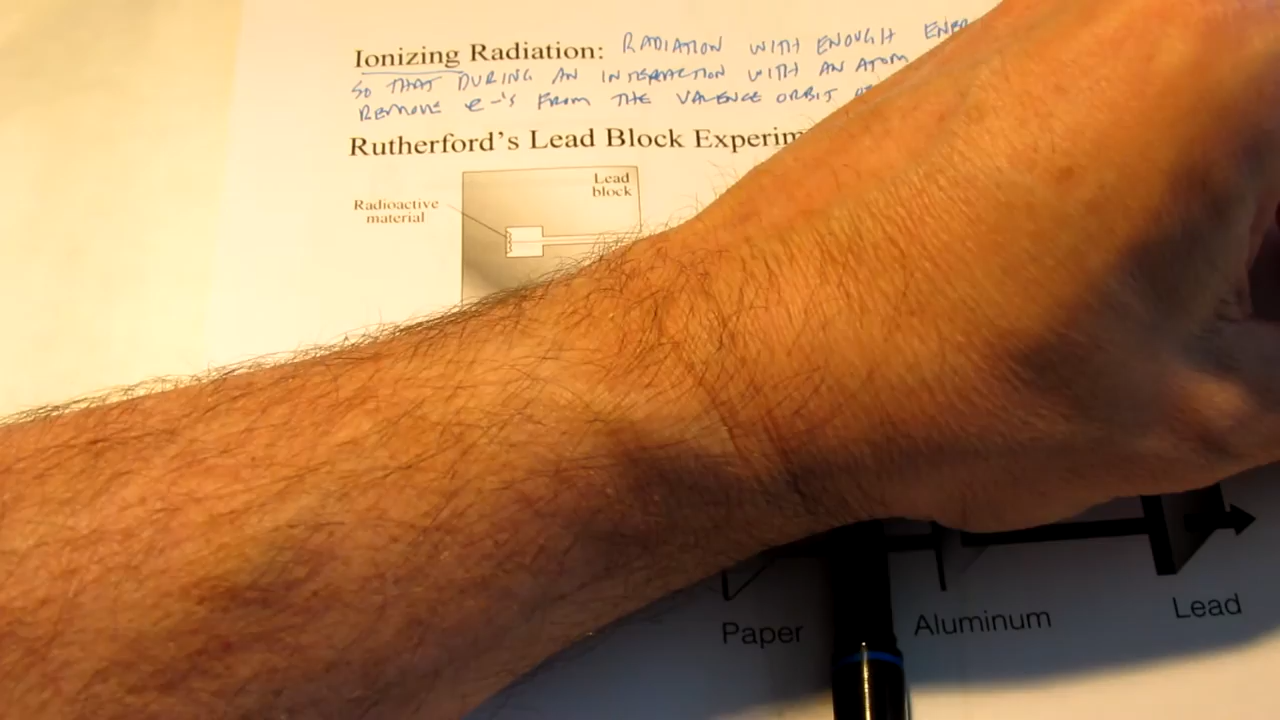 Ionizing Radiation: RADIATION WITH ENOUGH
SO THAT DURING AN INTERACTION WITH AN ATOM
REMOVE e-'s FROM THE VALENCE ORBIT
Rutherford's Lead Block
Lead
block
Radioactive
material
Paper
Aluminum
Lead